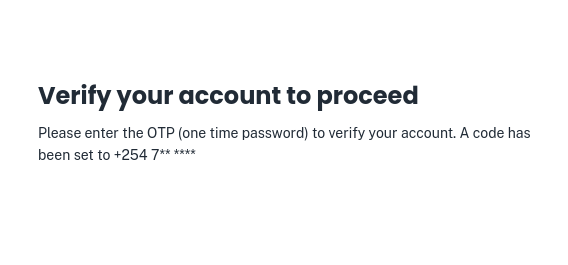 Verify your account to proceed
Please enter the OTP (one time password) to verify your account. A code has
been set to +254 7** ****